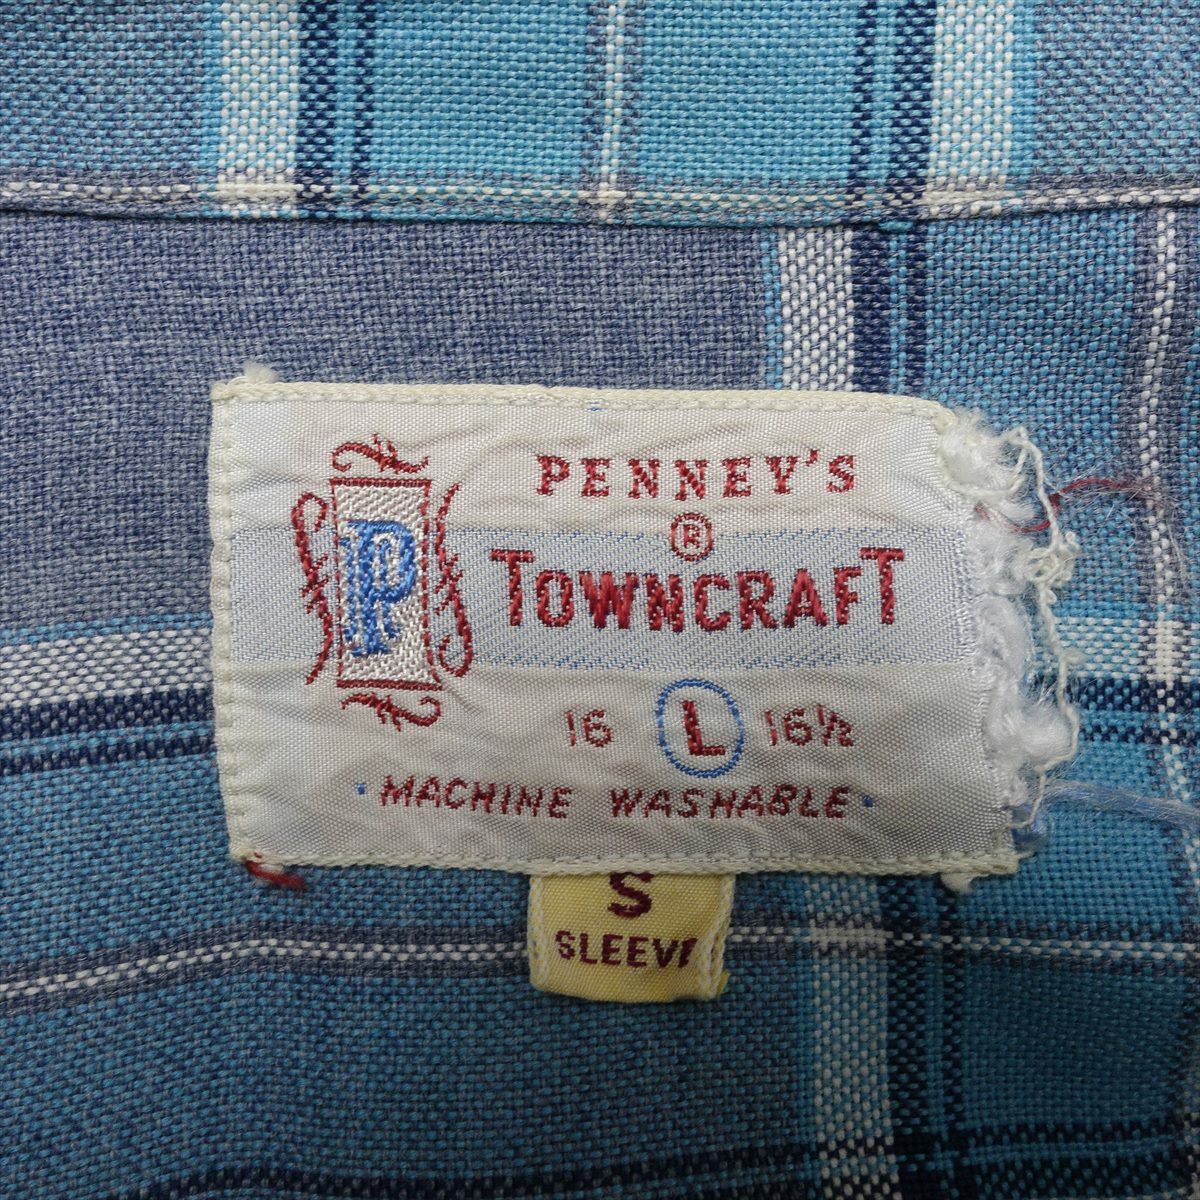 P
PENNEY'S
®
TOWNCRAFT
16 L 16½
·MACHINE WASHABLE·
S
SLEEVE